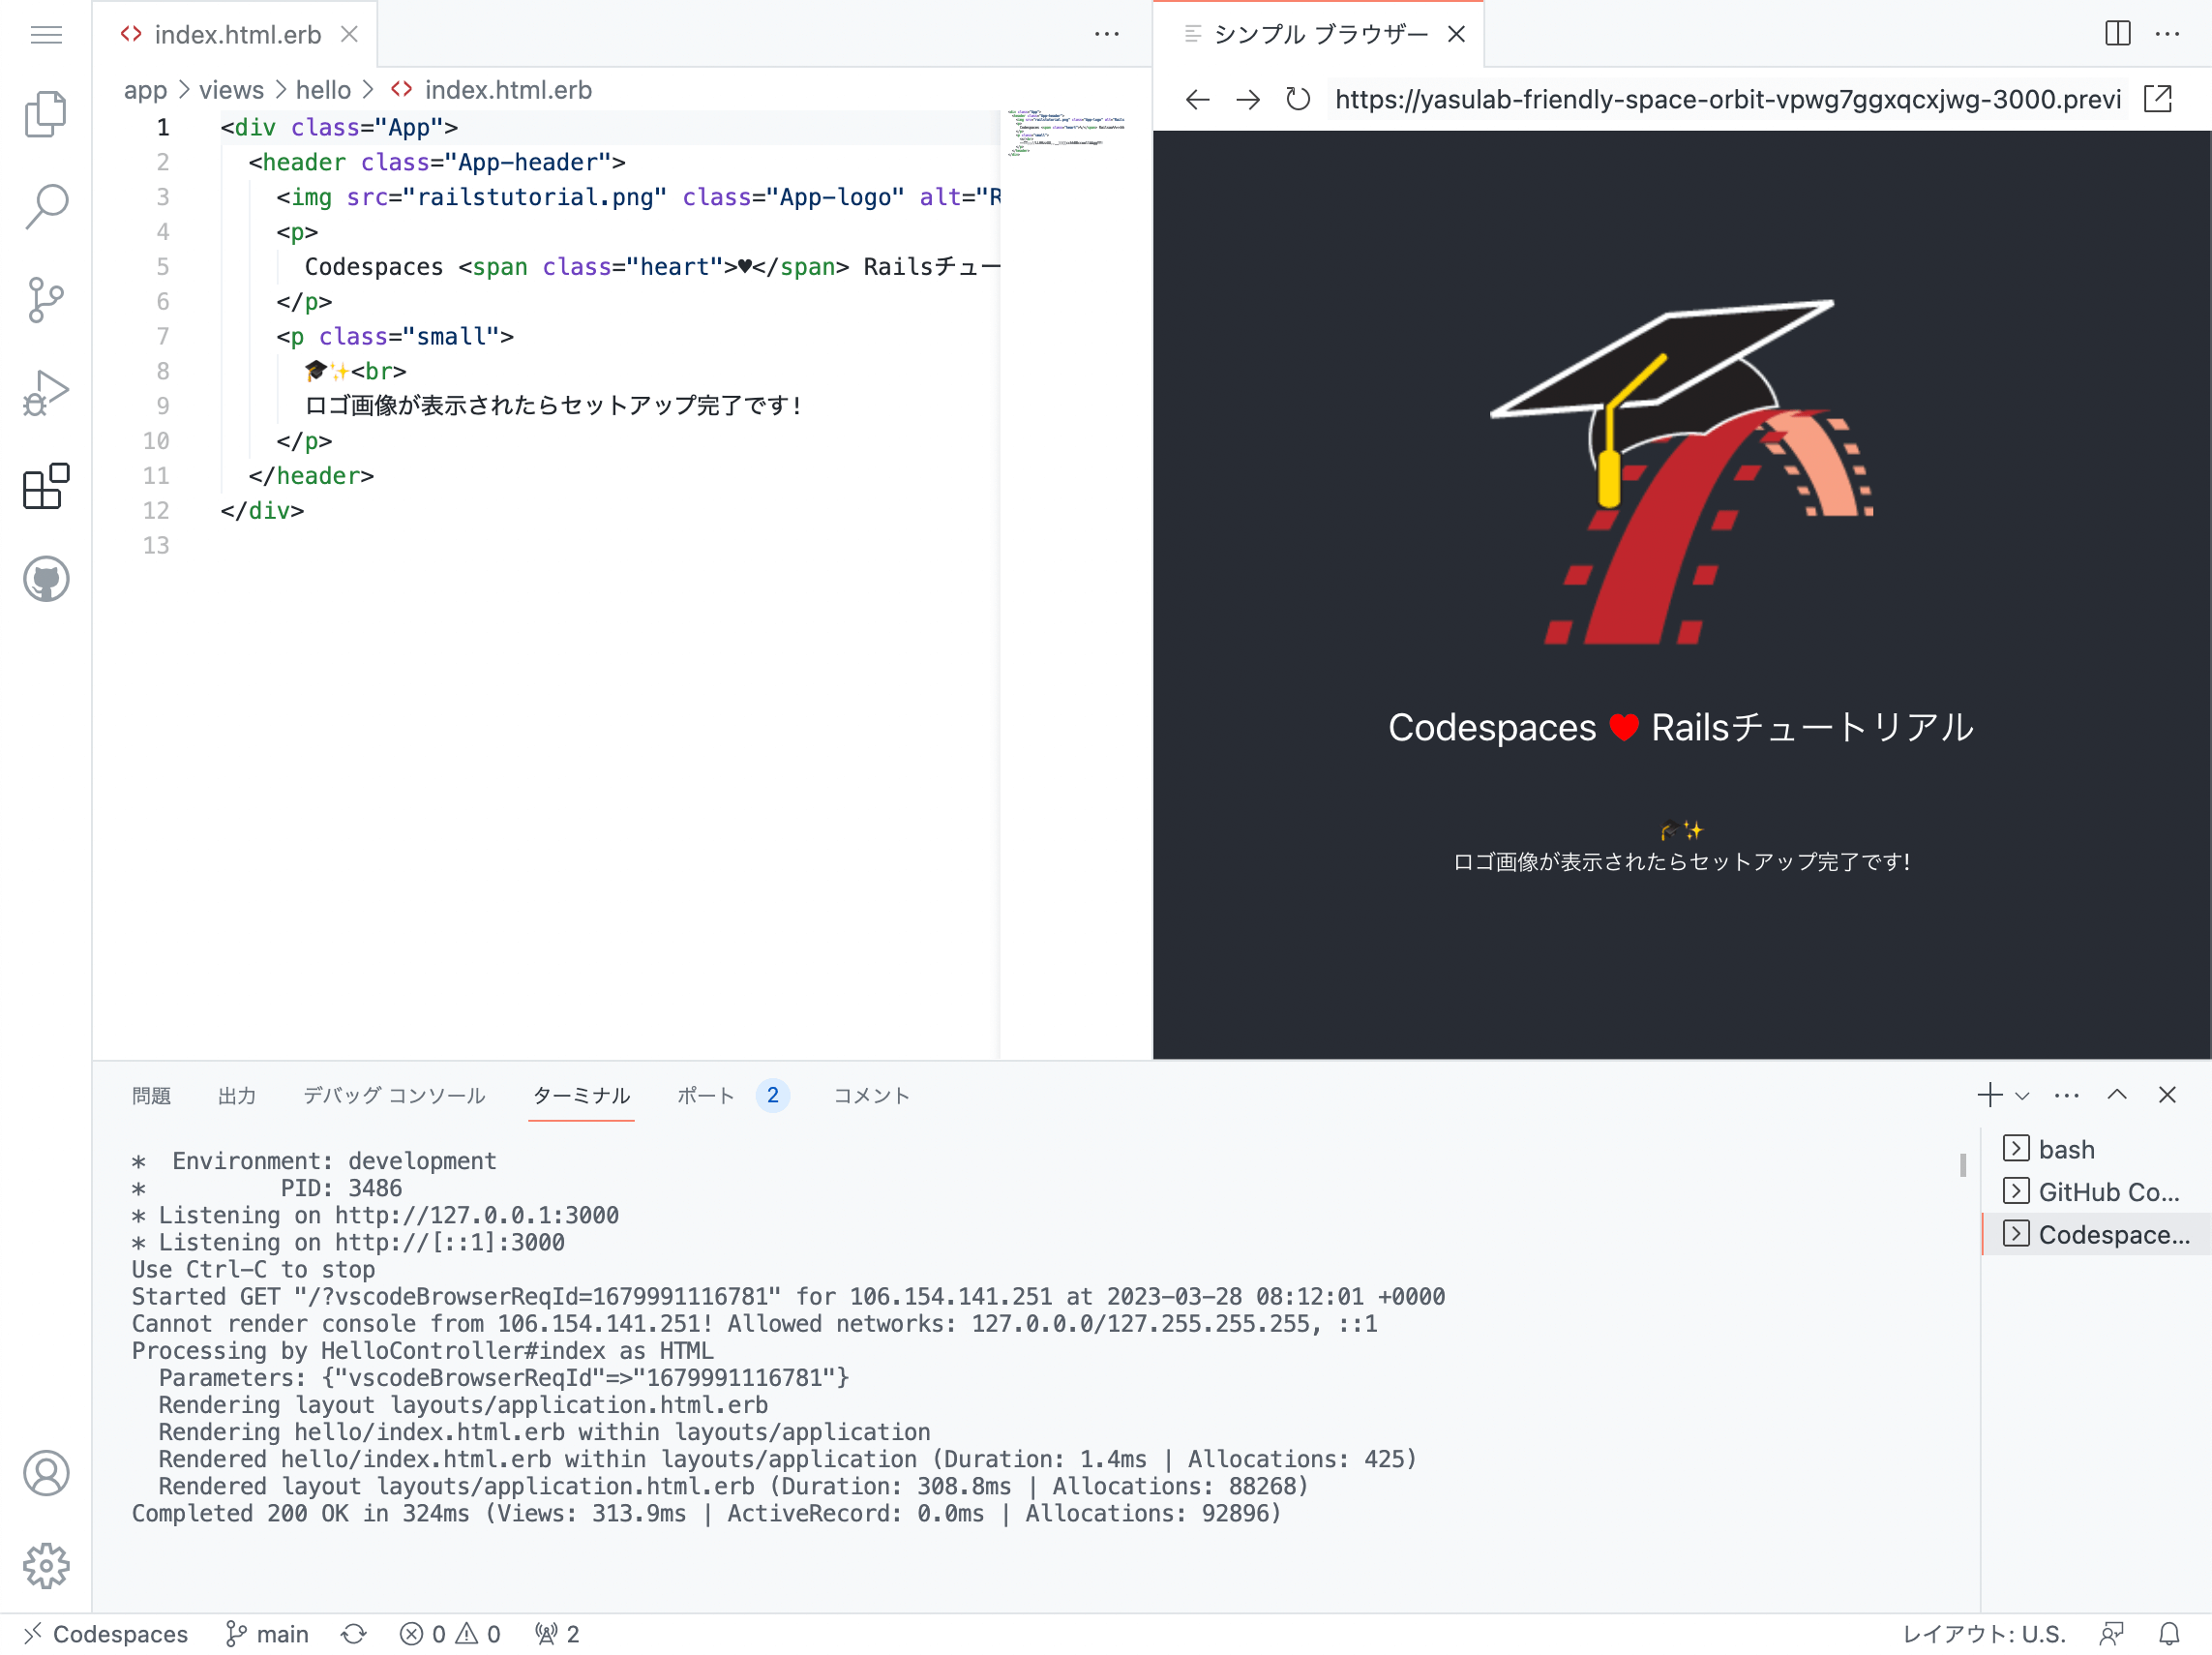 index.html.erb
app > views > hello > index.html.erb
1 <div class="App">
2 <header class="App-header">
3 <img src="railstutorial.png" class="App-logo" alt="R
4 <p>
5 Codespaces <span class="heart">♥</span> Railsチュー
6 </p>
7 <p class="small">
8 🎓✨<br>
9 ロゴ画像が表示されたらセットアップ完了です!
10 </p>
11 </header>
12 </div>
13
シンプル ブラウザー
https://yasulab-friendly-space-orbit-vpwg7ggxqcxjwg-3000.previ
Codespaces ♥ Railsチュートリアル
🎓✨
ロゴ画像が表示されたらセットアップ完了です!
問題 出力 デバッグ コンソール ターミナル ポート 2 コメント
* Environment: development
* PID: 3486
* Listening on http://127.0.0.1:3000
* Listening on http://[::1]:3000
Use Ctrl-C to stop
Started GET "/?vscodeBrowserReqId=1679991116781" for 106.154.141.251 at 2023-03-28 08:12:01 +0000
Cannot render console from 106.154.141.251! Allowed networks: 127.0.0.0/127.255.255.255, ::1
Processing by HelloController#index as HTML
Parameters: {"vscodeBrowserReqId"=>"1679991116781"}
Rendering layout layouts/application.html.erb
Rendering hello/index.html.erb within layouts/application
Rendered hello/index.html.erb within layouts/application (Duration: 1.4ms | Allocations: 425)
Rendered layout layouts/application.html.erb (Duration: 308.8ms | Allocations: 88268)
Completed 200 OK in 324ms (Views: 313.9ms | ActiveRecord: 0.0ms | Allocations: 92896)
bash
GitHub Co...
Codespace...
Codespaces main 0 0 2
レイアウト: U.S.